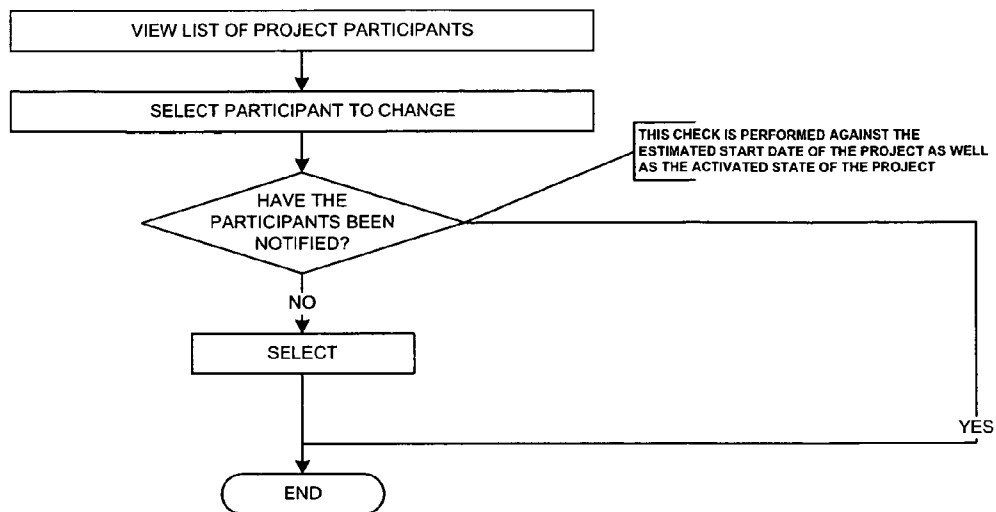 VIEW LIST OF PROJECT PARTICIPANTS
SELECT PARTICIPANT TO CHANGE
THIS CHECK IS PERFORMED AGAINST THE
ESTIMATED START DATE OF THE PROJECT AS WELL
AS THE ACTIVATED STATE OF THE PROJECT
HAVE THE
PARTICIPANTS BEEN
NOTIFIED?
NO
SELECT
YES
END